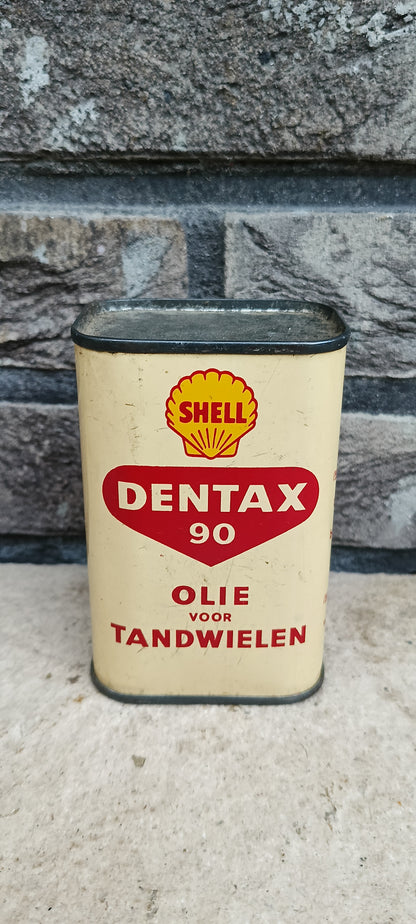 SHELL
DENTAX
90
OLIE
VOOR
TANDWIELEN